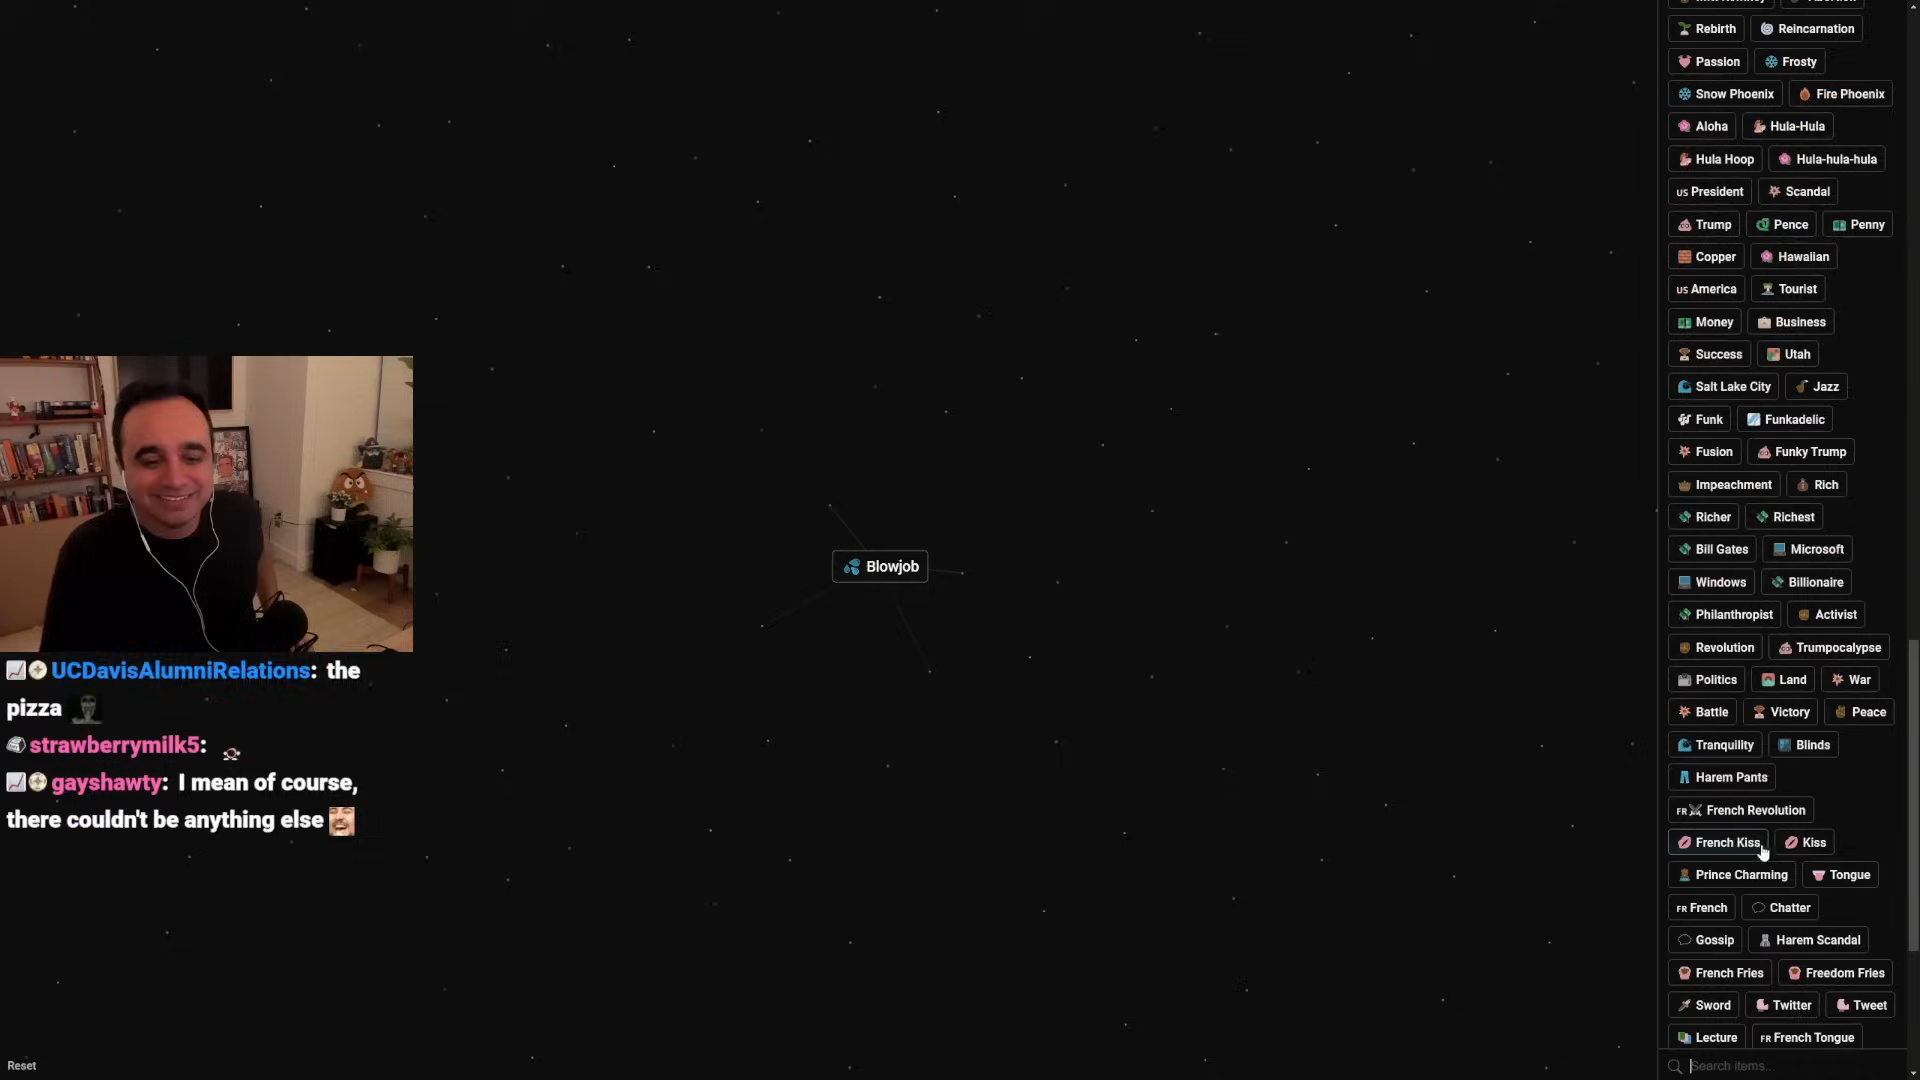 Rebirth Reincarnation
Passion Frosty
Snow Phoenix Fire Phoenix
Aloha Hula-Hula
Hula Hoop Hula-hula-hula
US President Scandal
Trump Pence Penny
Copper Hawaiian
US America Tourist
Money Business
Success Utah
Salt Lake City Jazz
Funk Funkadelic
Fusion Funky Trump
Impeachment Rich
Richer Richest
Bill Gates Microsoft
Windows Billionaire
Philanthropist Activist
Revolution Trumpocalypse
Politics Land War
Battle Victory Peace
Tranquility Blinds
Harem Pants
FR French Revolution
French Kiss Kiss
Prince Charming Tongue
FR French Chatter
Gossip Harem Scandal
French Fries Freedom Fries
Sword Twitter Tweet
Lecture FR French Tongue
Search items...
Blowjob
UCDavisAlumniRelations: the
pizza
strawberrymilk5:
gayshawty: I mean of course,
there couldn't be anything else
Reset